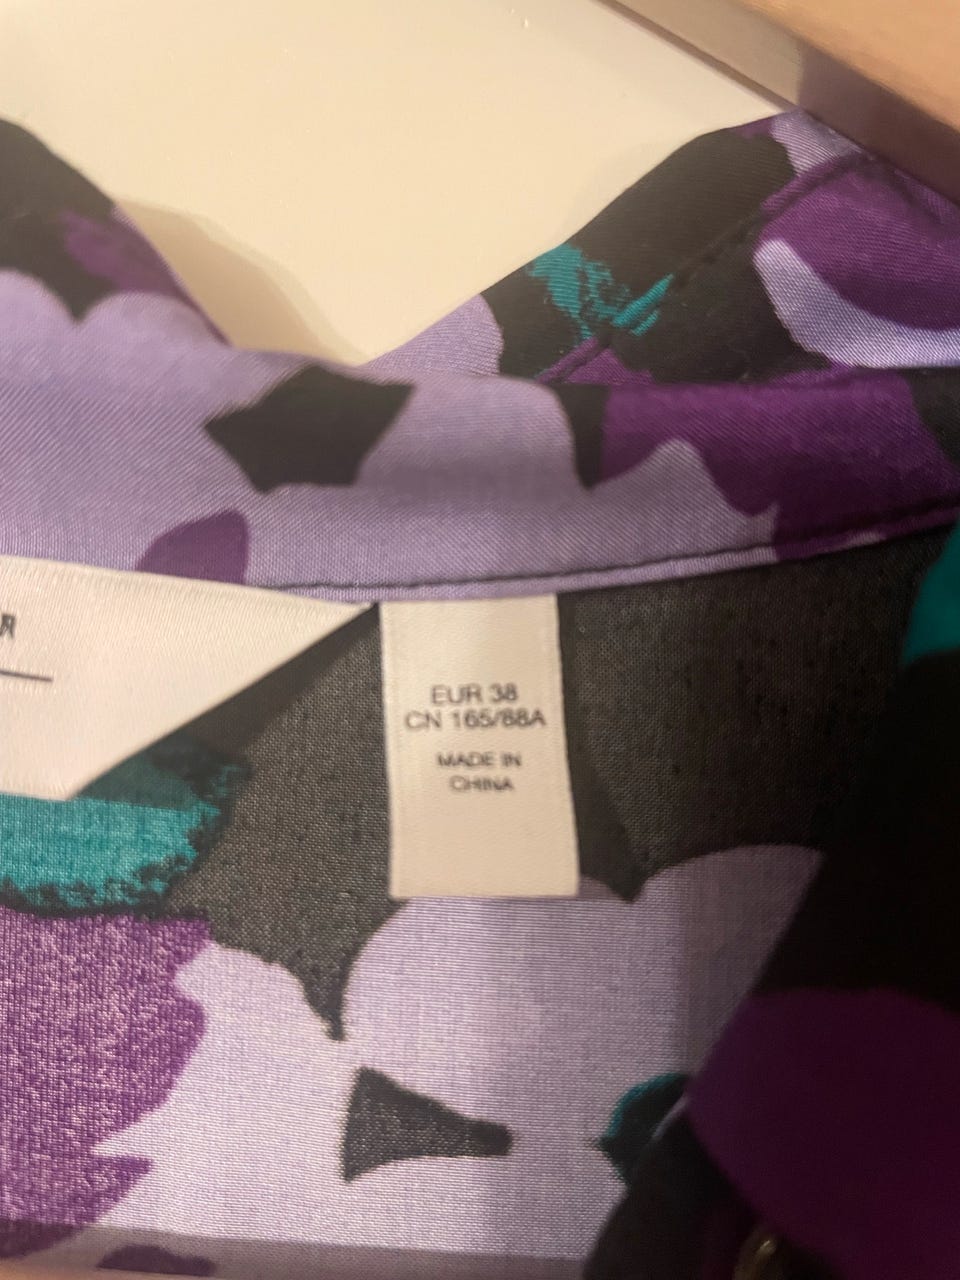 R
EUR 38
CN 165/88A
MADE IN
CHINA